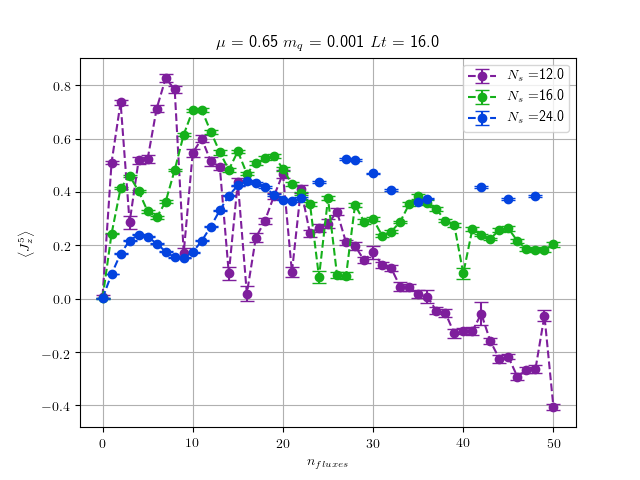 μ = 0.65 m_q = 0.001 Lt = 16.0
N_s =12.0
N_s =16.0
N_s =24.0
⟨J_z^5⟩
0.8
0.6
0.4
0.2
0.0
−0.2
−0.4
0 10 20 30 40 50
n_fluxes